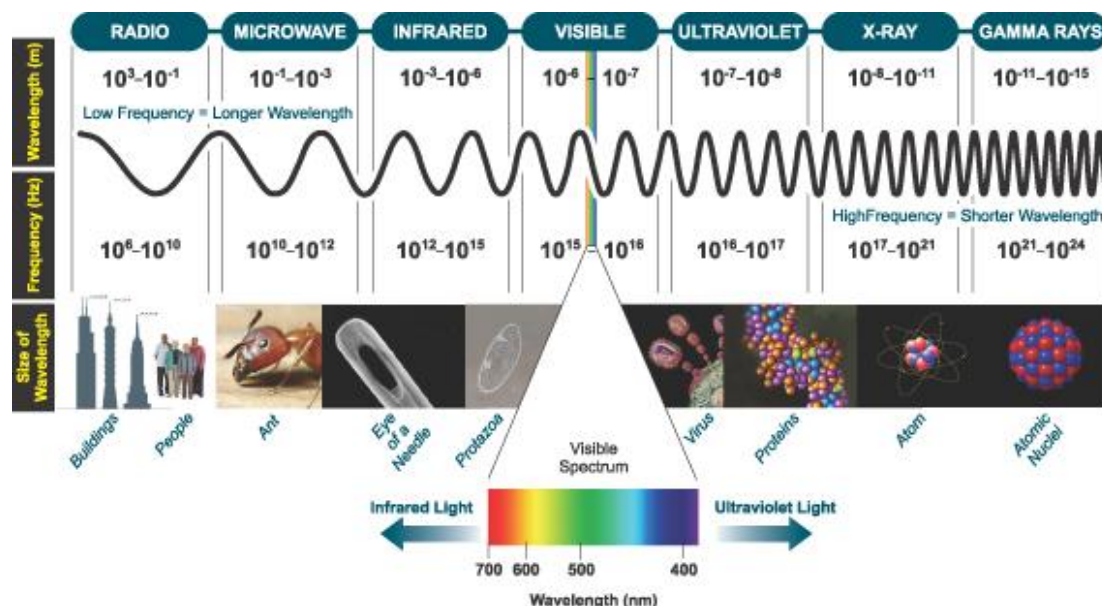 RADIO MICROWAVE INFRARED VISIBLE ULTRAVIOLET X-RAY GAMMA RAYS
Wavelength (m)
10³–10⁻¹ 10⁻¹–10⁻³ 10⁻³–10⁻⁶ 10⁻⁶ – 10⁻⁷ 10⁻⁷–10⁻⁸ 10⁻⁸–10⁻¹¹ 10⁻¹¹–10⁻¹⁵
Low Frequency = Longer Wavelength
HighFrequency = Shorter Wavelength
Frequency (Hz)
10⁶–10¹⁰ 10¹⁰–10¹² 10¹²–10¹⁵ 10¹⁵ – 10¹⁶ 10¹⁶–10¹⁷ 10¹⁷–10²¹ 10²¹–10²⁴
Size of
Wavelength
Buildings
People
Ant
Eye
of a
Needle
Protazoa
Virus
Proteins
Atom
Atomic
Nuclei
Visible
Spectrum
Infrared Light
Ultraviolet Light
700 600 500 400
Wavelength (nm)